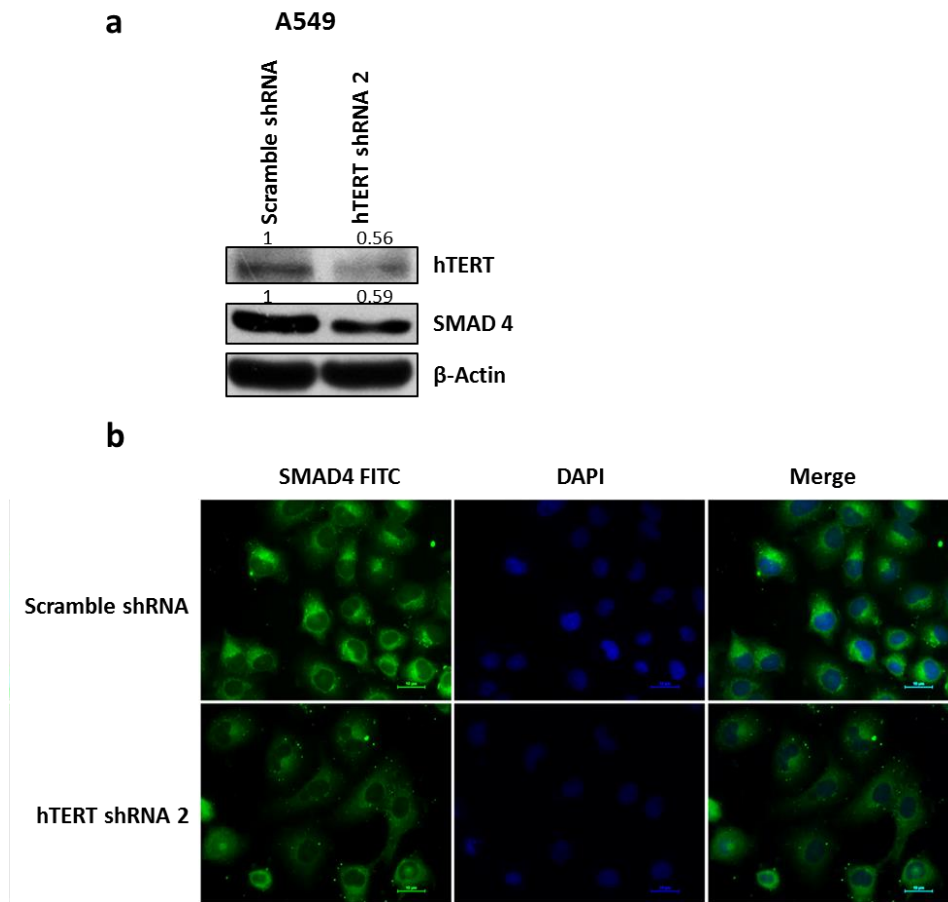 a
A549
Scramble shRNA
hTERT shRNA 2
1 0.56
hTERT
1 0.59
SMAD 4
β-Actin
b
SMAD4 FITC DAPI Merge
Scramble shRNA
hTERT shRNA 2